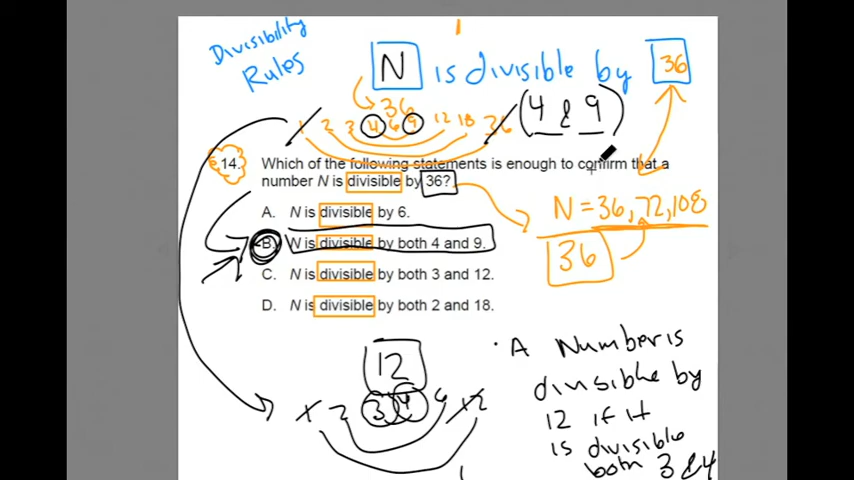 Divisibility
Rules
N is divisible by 36
36
1 2 3 4 6 9 12 18 36
(4 & 9)
14. Which of the following statements is enough to confirm that a
number N is divisible by 36?
A. N is divisible by 6.
B. N is divisible by both 4 and 9.
C. N is divisible by both 3 and 12.
D. N is divisible by both 2 and 18.
N = 36, 72, 108
36
12
1 2 3 4 6 12
· A Number is
divisible by
12 if it
is divisible
both 3 & 4